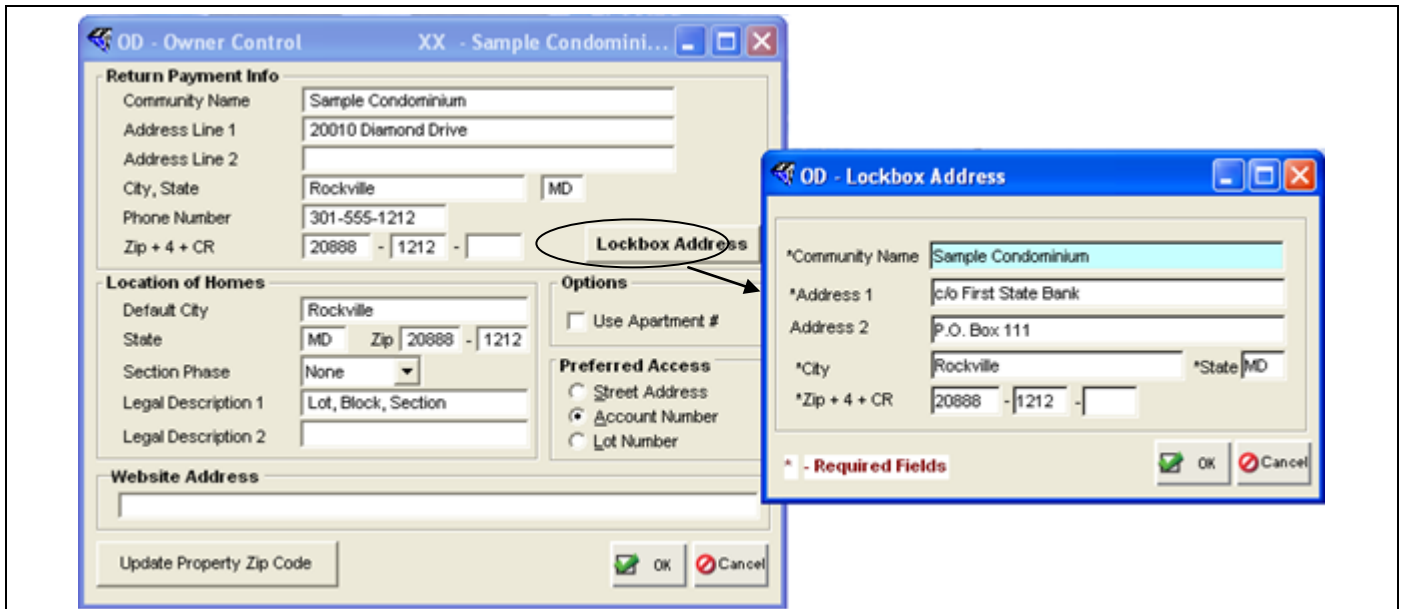 OD - Owner Control XX - Sample Condomini...
Return Payment Info
Community Name Sample Condominium
Address Line 1 20010 Diamond Drive
Address Line 2
City, State Rockville MD
Phone Number 301-555-1212
Zip + 4 + CR 20888 - 1212 -
Lockbox Address
Location of Homes
Default City Rockville
State MD Zip 20888 - 1212
Section Phase None
Legal Description 1 Lot, Block, Section
Legal Description 2
Options
Use Apartment #
Preferred Access
Street Address
Account Number
Lot Number
Website Address
Update Property Zip Code OK Cancel
OD - Lockbox Address
*Community Name Sample Condominium
*Address 1 c/o First State Bank
Address 2 P.O. Box 111
*City Rockville *State MD
*Zip + 4 + CR 20888 - 1212 -
* - Required Fields OK Cancel